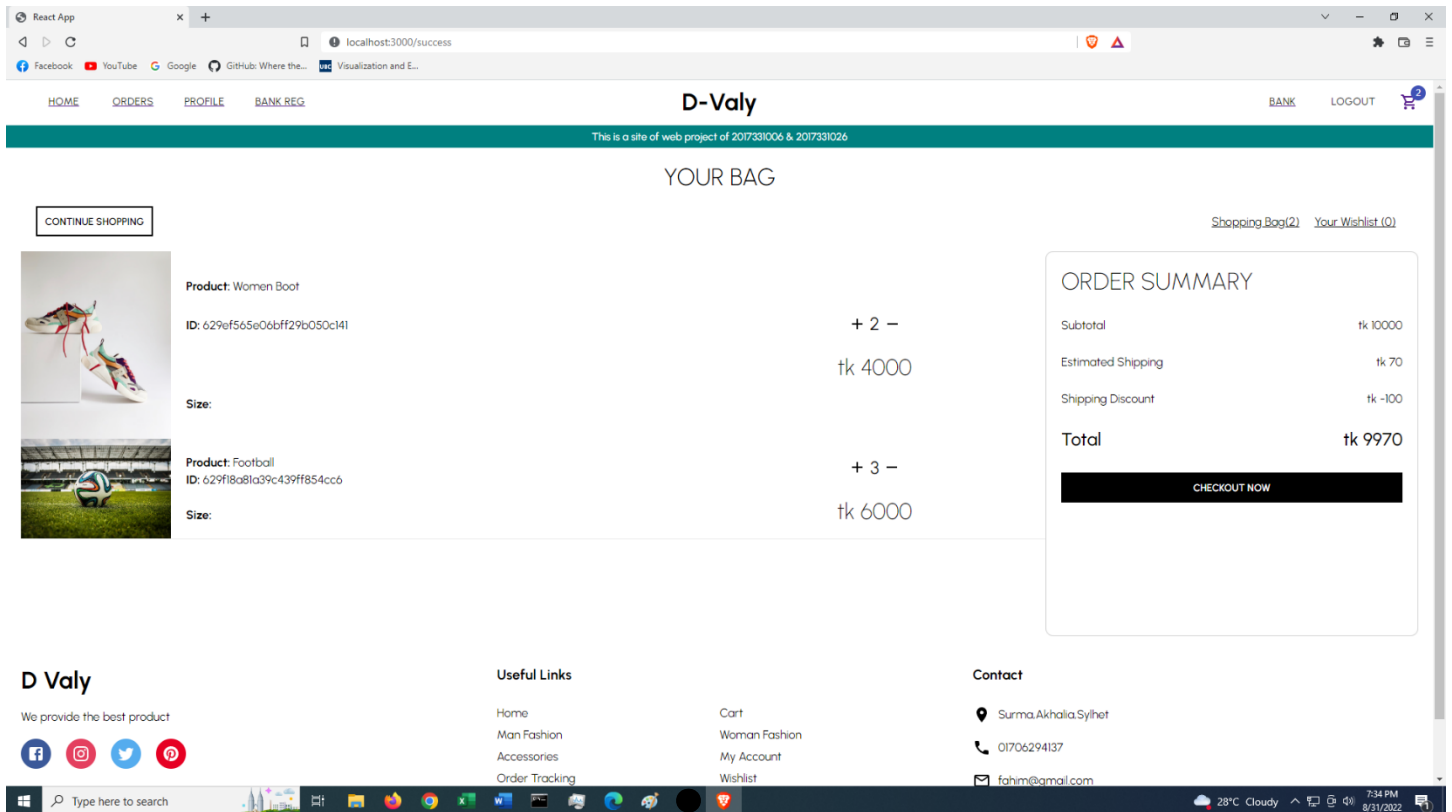 React App
localhost:3000/success
Facebook YouTube Google GitHub: Where the... UBC Visualization and E...
HOME ORDERS PROFILE BANK REG D-Valy BANK LOGOUT 2
This is a site of web project of 2017331006 & 2017331026
YOUR BAG
CONTINUE SHOPPING Shopping Bag(2) Your Wishlist (0)
Product: Women Boot
ID: 629ef565e06bff29b050c141
+ 2 −
tk 4000
Size:
Product: Football
ID: 629f18a81a39c439ff854cc6
+ 3 −
tk 6000
Size:
ORDER SUMMARY
Subtotal tk 10000
Estimated Shipping tk 70
Shipping Discount tk -100
Total tk 9970
CHECKOUT NOW
D Valy
We provide the best product
Useful Links
Home Cart
Man Fashion Woman Fashion
Accessories My Account
Order Tracking Wishlist
Contact
Surma,Akhalia,Sylhet
01706294137
fahim@gmail.com
Type here to search
28°C Cloudy
7:34 PM
8/31/2022